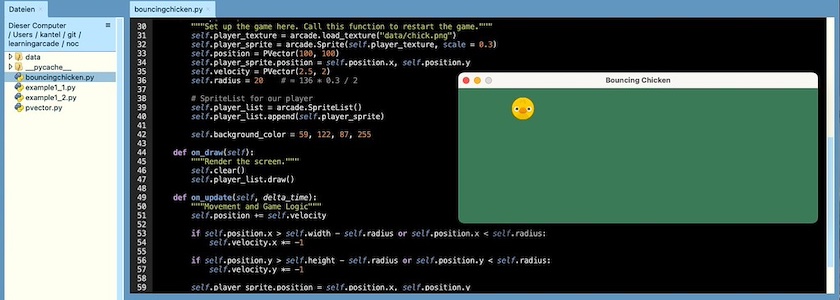 Dateien
Dieser Computer
/ Users / kantel / git /
learningarcade / noc
data
__pycache__
bouncingchicken.py
example1_1.py
example1_2.py
pvector.py
bouncingchicken.py
30 """Set up the game here. Call this function to restart the game."""
31 self.player_texture = arcade.load_texture("data/chick.png")
32 self.player_sprite = arcade.Sprite(self.player_texture, scale = 0.3)
33 self.position = PVector(100, 100)
34 self.player_sprite.position = self.position.x, self.position.y
35 self.velocity = PVector(2.5, 2)
36 self.radius = 20 # = 136 * 0.3 / 2
37
38 # SpriteList for our player
39 self.player_list = arcade.SpriteList()
40 self.player_list.append(self.player_sprite)
41
42 self.background_color = 59, 122, 87, 255
43
44 def on_draw(self):
45 """Render the screen."""
46 self.clear()
47 self.player_list.draw()
48
49 def on_update(self, delta_time):
50 """Movement and Game Logic"""
51 self.position += self.velocity
52
53 if self.position.x > self.width - self.radius or self.position.x < self.radius:
54 self.velocity.x *= -1
55
56 if self.position.y > self.height - self.radius or self.position.y < self.radius:
57 self.velocity.y *= -1
58
59 self.player_sprite.position = self.position.x, self.position.y
Bouncing Chicken